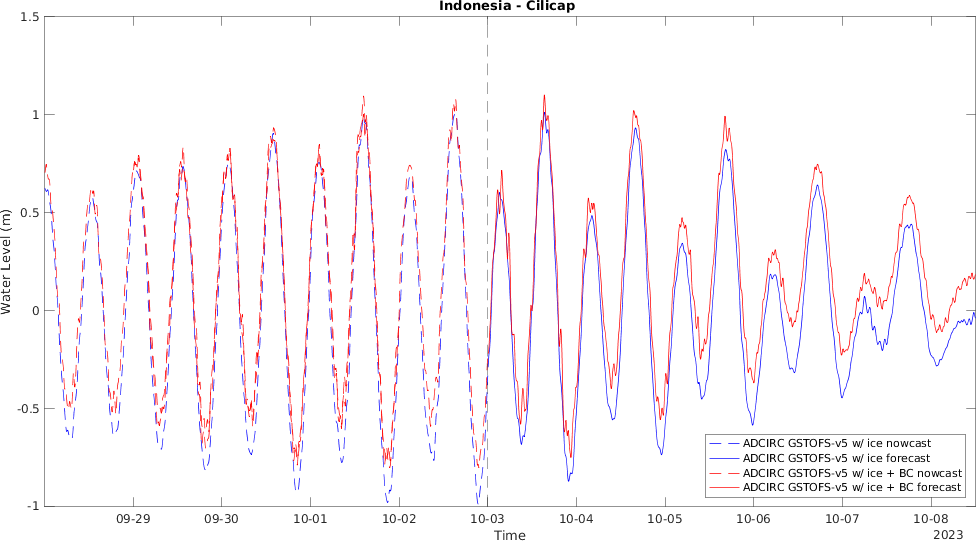 Indonesia - Cilicap
1.5
1
0.5
0
-0.5
-1
Water Level (m)
ADCIRC GSTOFS-v5 w/ ice nowcast
ADCIRC GSTOFS-v5 w/ ice forecast
ADCIRC GSTOFS-v5 w/ ice + BC nowcast
ADCIRC GSTOFS-v5 w/ ice + BC forecast
09-29 09-30 10-01 10-02 10-03 10-04 10-05 10-06 10-07 10-08
Time
2023